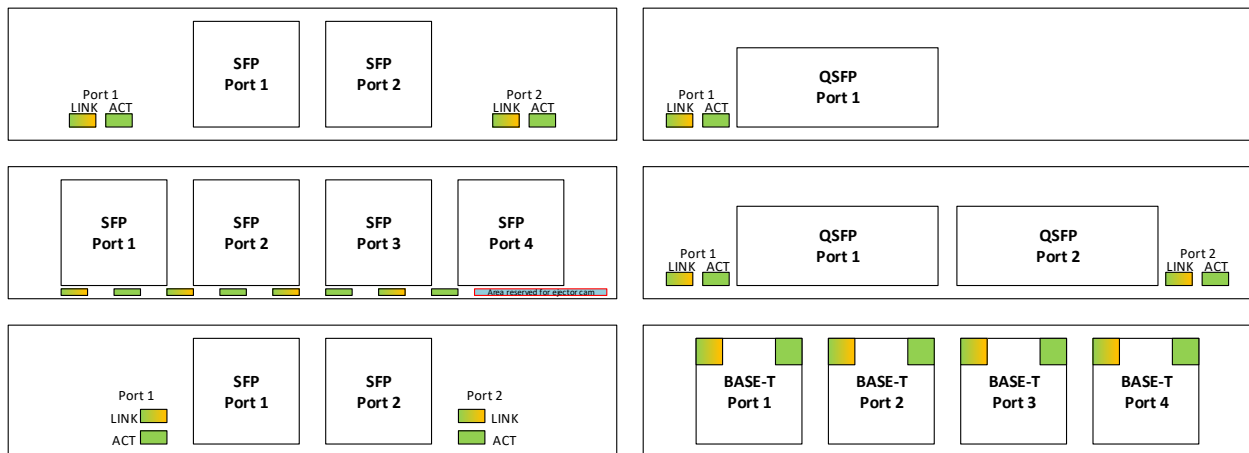 SFP
Port 1
SFP
Port 2
Port 1
LINK ACT
Port 2
LINK ACT
QSFP
Port 1
Port 1
LINK ACT
SFP
Port 1
SFP
Port 2
SFP
Port 3
SFP
Port 4
Area reserved for ejector cam
QSFP
Port 1
QSFP
Port 2
Port 1
LINK ACT
Port 2
LINK ACT
SFP
Port 1
SFP
Port 2
Port 1
LINK
ACT
Port 2
LINK
ACT
BASE-T
Port 1
BASE-T
Port 2
BASE-T
Port 3
BASE-T
Port 4